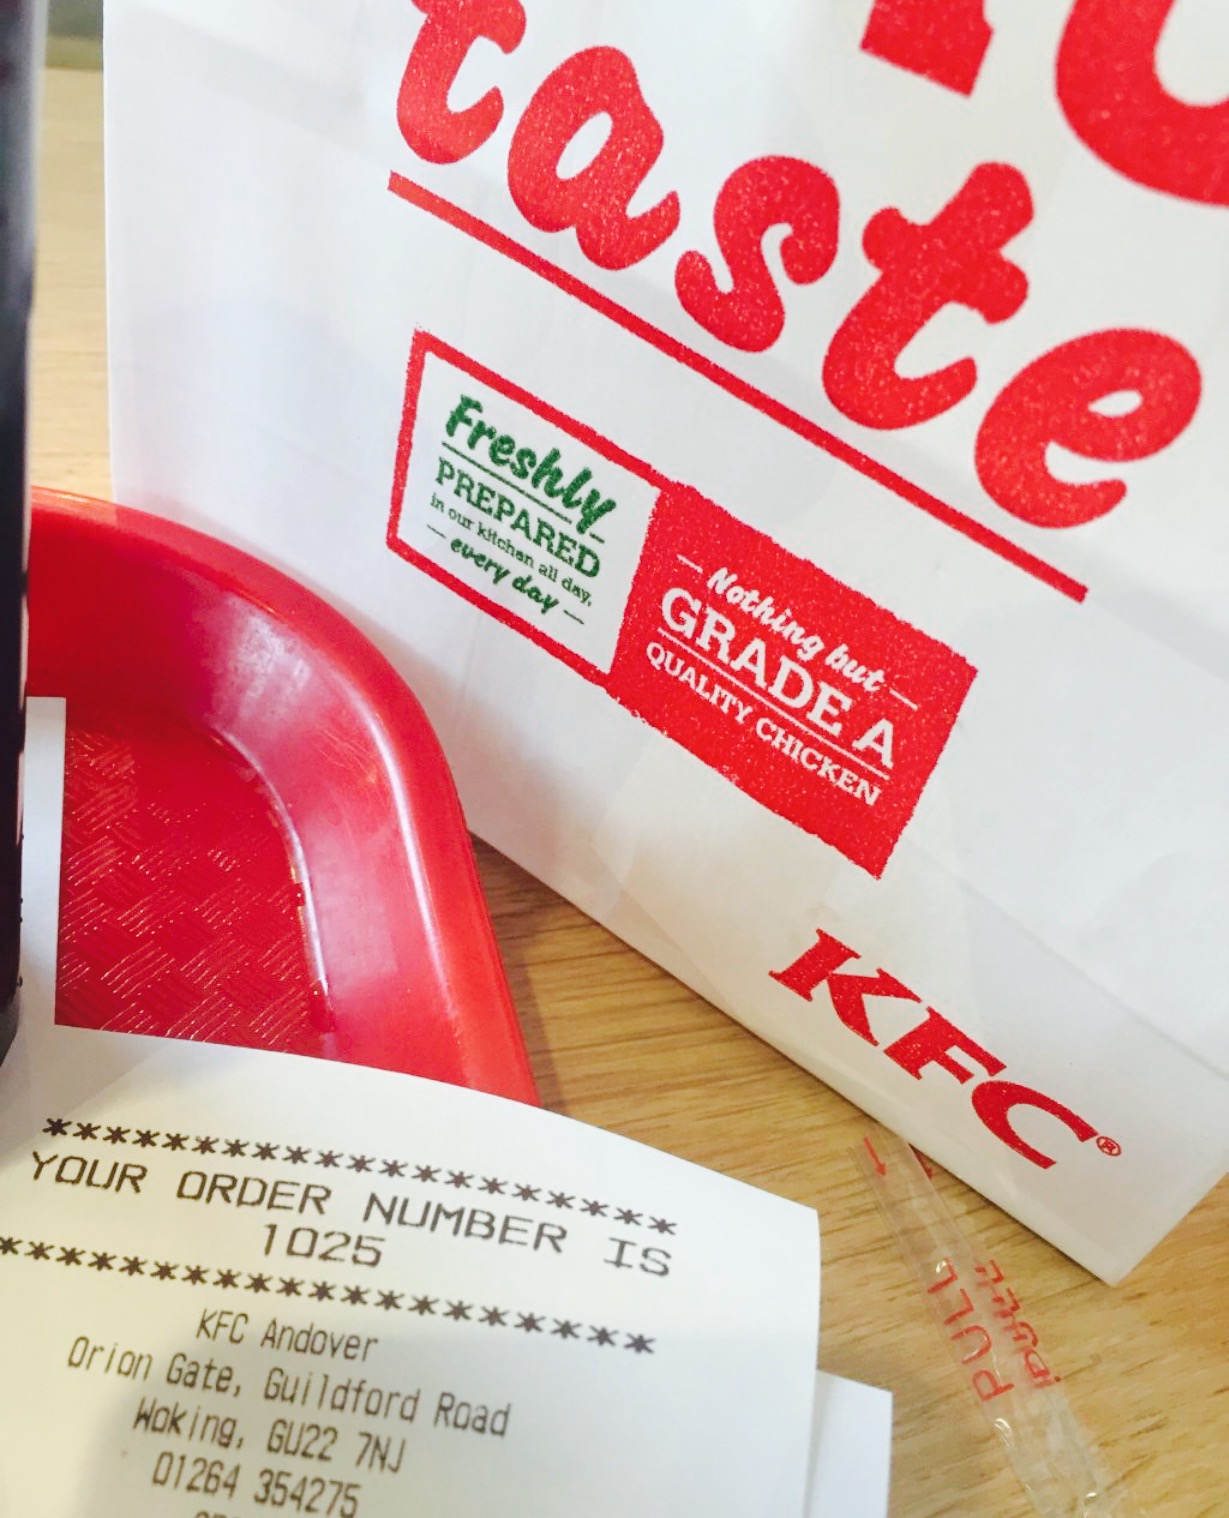 taste
Freshly
PREPARED
in our kitchen all day,
every day
Nothing but
GRADE A
QUALITY CHICKEN
KFC®
PULL
*********************
YOUR ORDER NUMBER IS
1025
**********************
KFC Andover
Orion Gate, Guildford Road
Woking, GU22 7NJ
01264 354275